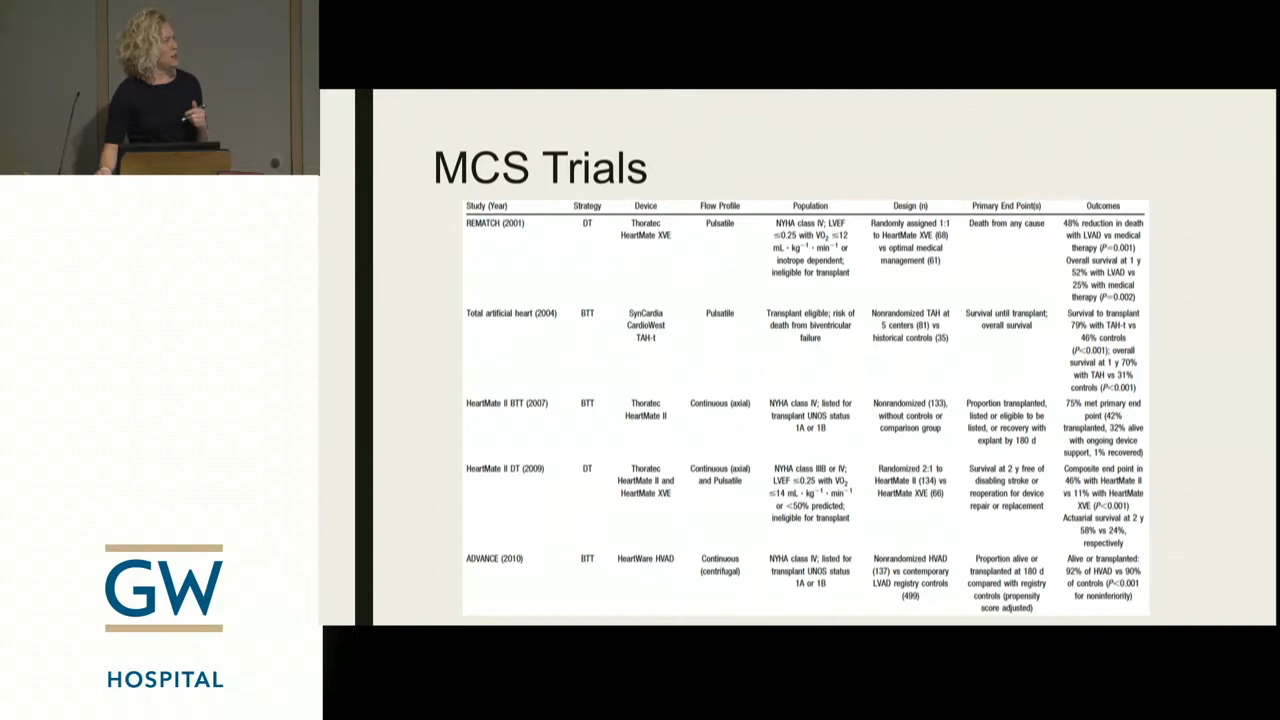 MCS Trials
Study (Year) Strategy Device Flow Profile Population Design (n) Primary End Point(s) Outcomes
REMATCH (2001) DT Thoratec Pulsatile NYHA class IV; LVEF Randomly assigned 1:1 Death from any cause 48% reduction in death
HeartMate XVE ≤0.25 with VO₂ ≤12 to HeartMate XVE (68) with LVAD vs medical
mL · kg⁻¹ · min⁻¹ or vs optimal medical therapy (P=0.001)
inotrope dependent; management (61) Overall survival at 1 y
ineligible for transplant 52% with LVAD vs
25% with medical
therapy (P=0.002)
Total artificial heart (2004) BTT SynCardia Pulsatile Transplant eligible; risk of Nonrandomized TAH at Survival until transplant; Survival to transplant
CardioWest death from biventricular 5 centers (81) vs overall survival 79% with TAH-t vs
TAH-t failure historical controls (35) 46% controls
(P<0.001); overall
survival at 1 y 70%
with TAH vs 31%
controls (P<0.001)
HeartMate II BTT (2007) BTT Thoratec Continuous (axial) NYHA class IV; listed for Nonrandomized (133), Proportion transplanted, 75% met primary end
HeartMate II transplant UNOS status without controls or listed or eligible to be point (42%
1A or 1B comparison group listed, or recovery with transplanted, 32% alive
explant by 180 d with ongoing device
support, 1% recovered)
HeartMate II DT (2009) DT Thoratec Continuous (axial) NYHA class IIIB or IV; Randomized 2:1 to Survival at 2 y free of Composite end point in
HeartMate II and and Pulsatile LVEF ≤0.25 with VO₂ HeartMate II (134) vs disabling stroke or 46% with HeartMate II
HeartMate XVE ≤14 mL · kg⁻¹ · min⁻¹ HeartMate XVE (66) reoperation for device vs 11% with HeartMate
or <50% predicted; repair or replacement XVE (P<0.001)
ineligible for transplant Actuarial survival at 2 y
58% vs 24%,
respectively
ADVANCE (2010) BTT HeartWare HVAD Continuous NYHA class IV; listed for Nonrandomized HVAD Proportion alive or Alive or transplanted:
(centrifugal) transplant UNOS status (137) vs contemporary transplanted at 180 d 92% of HVAD vs 90%
1A or 1B LVAD registry controls compared with registry of controls (P<0.001
(499) controls (propensity for noninferiority)
score adjusted)
GW
HOSPITAL